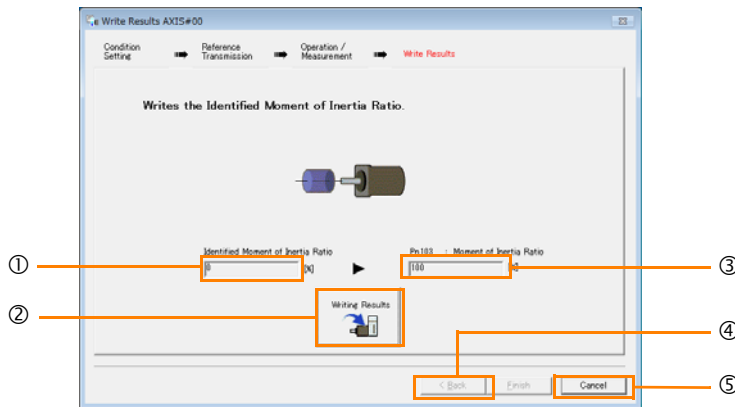 Write Results AXIS#00
Condition Setting
Reference Transmission
Operation / Measurement
Write Results
Writes the Identified Moment of Inertia Ratio.
Identified Moment of Inertia Ratio
Pn103 : Moment of Inertia Ratio
①
0
[%]
100
[%]
③
②
Writing Results
④
< Back
Finish
Cancel
⑤